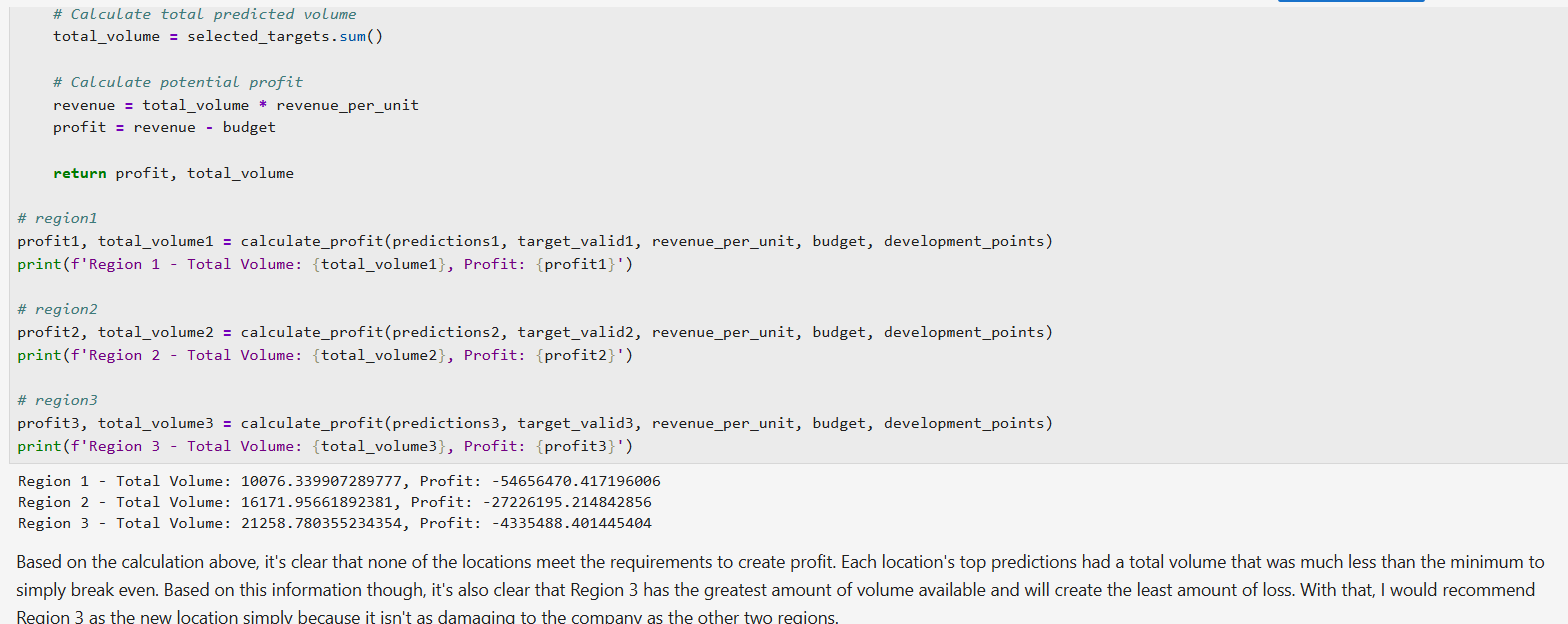 # Calculate total predicted volume
total_volume = selected_targets.sum()
# Calculate potential profit
revenue = total_volume * revenue_per_unit
profit = revenue - budget
return profit, total_volume
# region1
profit1, total_volume1 = calculate_profit(predictions1, target_valid1, revenue_per_unit, budget, development_points)
print(f'Region 1 - Total Volume: {total_volume1}, Profit: {profit1}')
# region2
profit2, total_volume2 = calculate_profit(predictions2, target_valid2, revenue_per_unit, budget, development_points)
print(f'Region 2 - Total Volume: {total_volume2}, Profit: {profit2}')
# region3
profit3, total_volume3 = calculate_profit(predictions3, target_valid3, revenue_per_unit, budget, development_points)
print(f'Region 3 - Total Volume: {total_volume3}, Profit: {profit3}')
Region 1 - Total Volume: 10076.339907289777, Profit: -54656470.417196006
Region 2 - Total Volume: 16171.95661892381, Profit: -27226195.214842856
Region 3 - Total Volume: 21258.780355234354, Profit: -4335488.401445404
Based on the calculation above, it's clear that none of the locations meet the requirements to create profit. Each location's top predictions had a total volume that was much less than the minimum to
simply break even. Based on this information though, it's also clear that Region 3 has the greatest amount of volume available and will create the least amount of loss. With that, I would recommend
Region 3 as the new location simply because it isn't as damaging to the company as the other two regions.